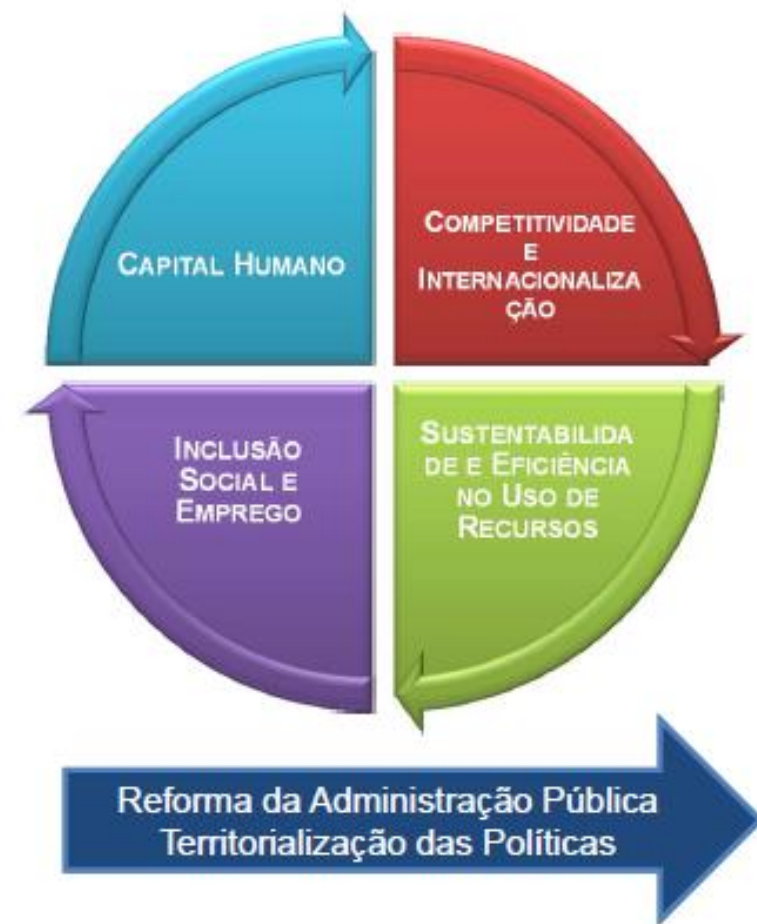 CAPITAL HUMANO
COMPETITIVIDADE
E
INTERNACIONALIZA
ÇÃO
INCLUSÃO
SOCIAL E
EMPREGO
SUSTENTABILIDA
DE E EFICIÊNCIA
NO USO DE
RECURSOS
Reforma da Administração Pública
Territorialização das Políticas